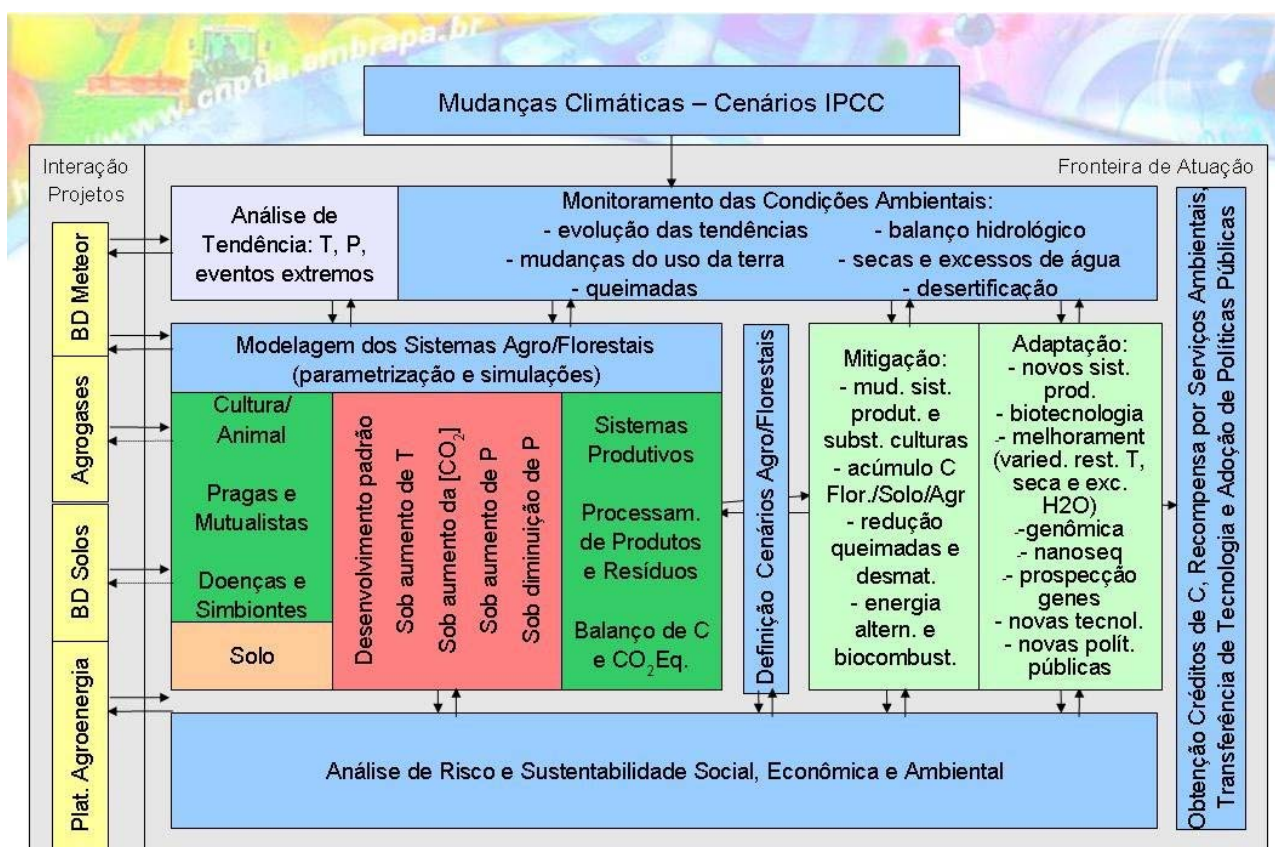 www.cnptia.embrapa.br
Mudanças Climáticas – Cenários IPCC
Interação
Projetos
Fronteira de Atuação
BD Meteor
Agrogases
BD Solos
Plat. Agroenergia
Análise de
Tendência: T, P,
eventos extremos
Monitoramento das Condições Ambientais:
- evolução das tendências
- balanço hidrológico
- mudanças do uso da terra
- secas e excessos de água
- queimadas
- desertificação
Modelagem dos Sistemas Agro/Florestais
(parametrização e simulações)
Cultura/
Animal
Pragas e
Mutualistas
Doenças e
Simbiontes
Solo
Desenvolvimento padrão
Sob aumento de T
Sob aumento da [CO₂]
Sob aumento de P
Sob diminuição de P
Sistemas
Produtivos
Processam.
de Produtos
e Resíduos
Balanço de C
e CO₂Eq.
Definição Cenários Agro/Florestais
Mitigação:
- mud. sist.
produt. e
subst. culturas
- acúmulo C
Flor./Solo/Agr
- redução
queimadas e
desmat.
- energia
altern. e
biocombust.
Adaptação:
- novos sist.
prod.
- biotecnologia
- melhorament
(varied. rest. T,
seca e exc.
H2O)
-genômica
- nanoseq
- prospecção
genes
- novas tecnol.
- novas polít.
públicas
Obtenção Créditos de C, Recompensa por Serviços Ambientais,
Transferência de Tecnologia e Adoção de Políticas Públicas
Análise de Risco e Sustentabilidade Social, Econômica e Ambiental